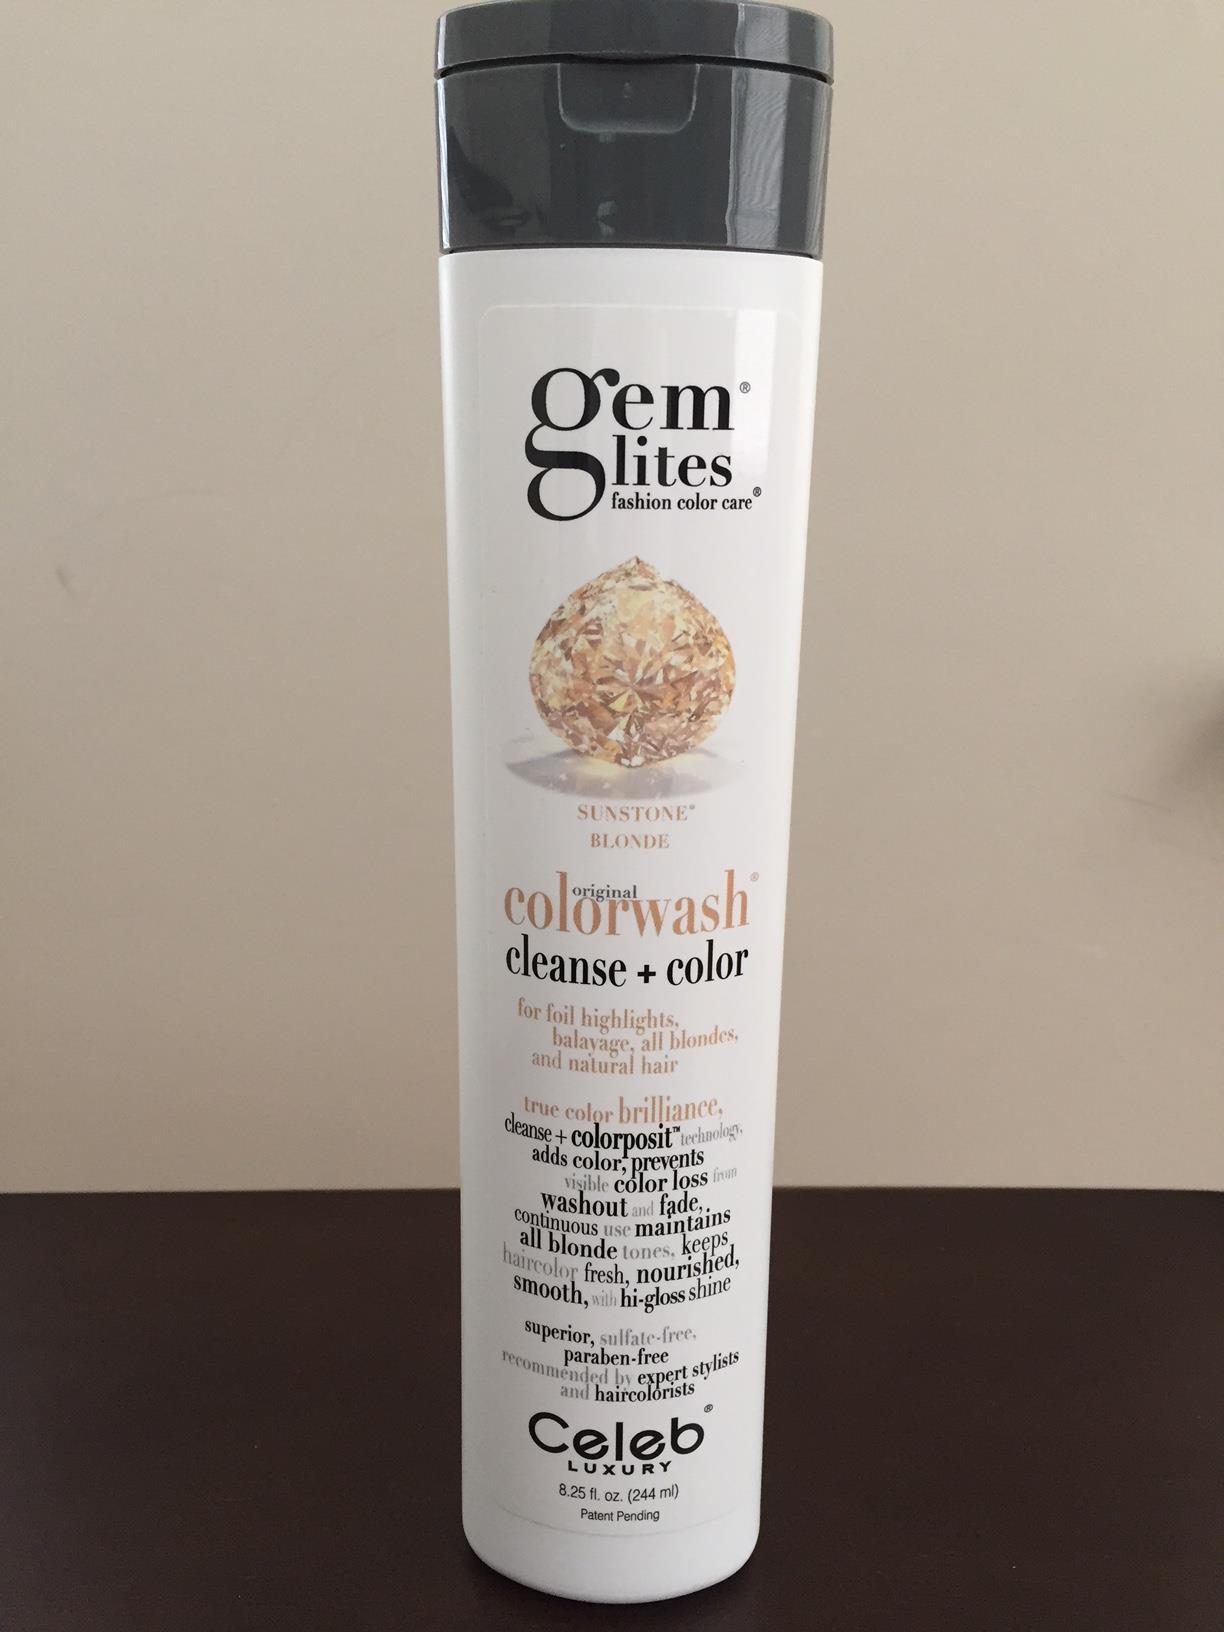 gem
glites
fashion color care®
SUNSTONE®
BLONDE
original
colorwash®
cleanse + color
for foil highlights,
balayage, all blondes,
and natural hair
true color brilliance,
cleanse + colorposit™ technology,
adds color, prevents
visible color loss from
washout and fade,
continuous use maintains
all blonde tones, keeps
haircolor fresh, nourished,
smooth, with hi-gloss shine
superior, sulfate-free,
paraben-free
recommended by expert stylists
and haircolorists
Celeb®
LUXURY
8.25 fl. oz. (244 ml)
Patent Pending